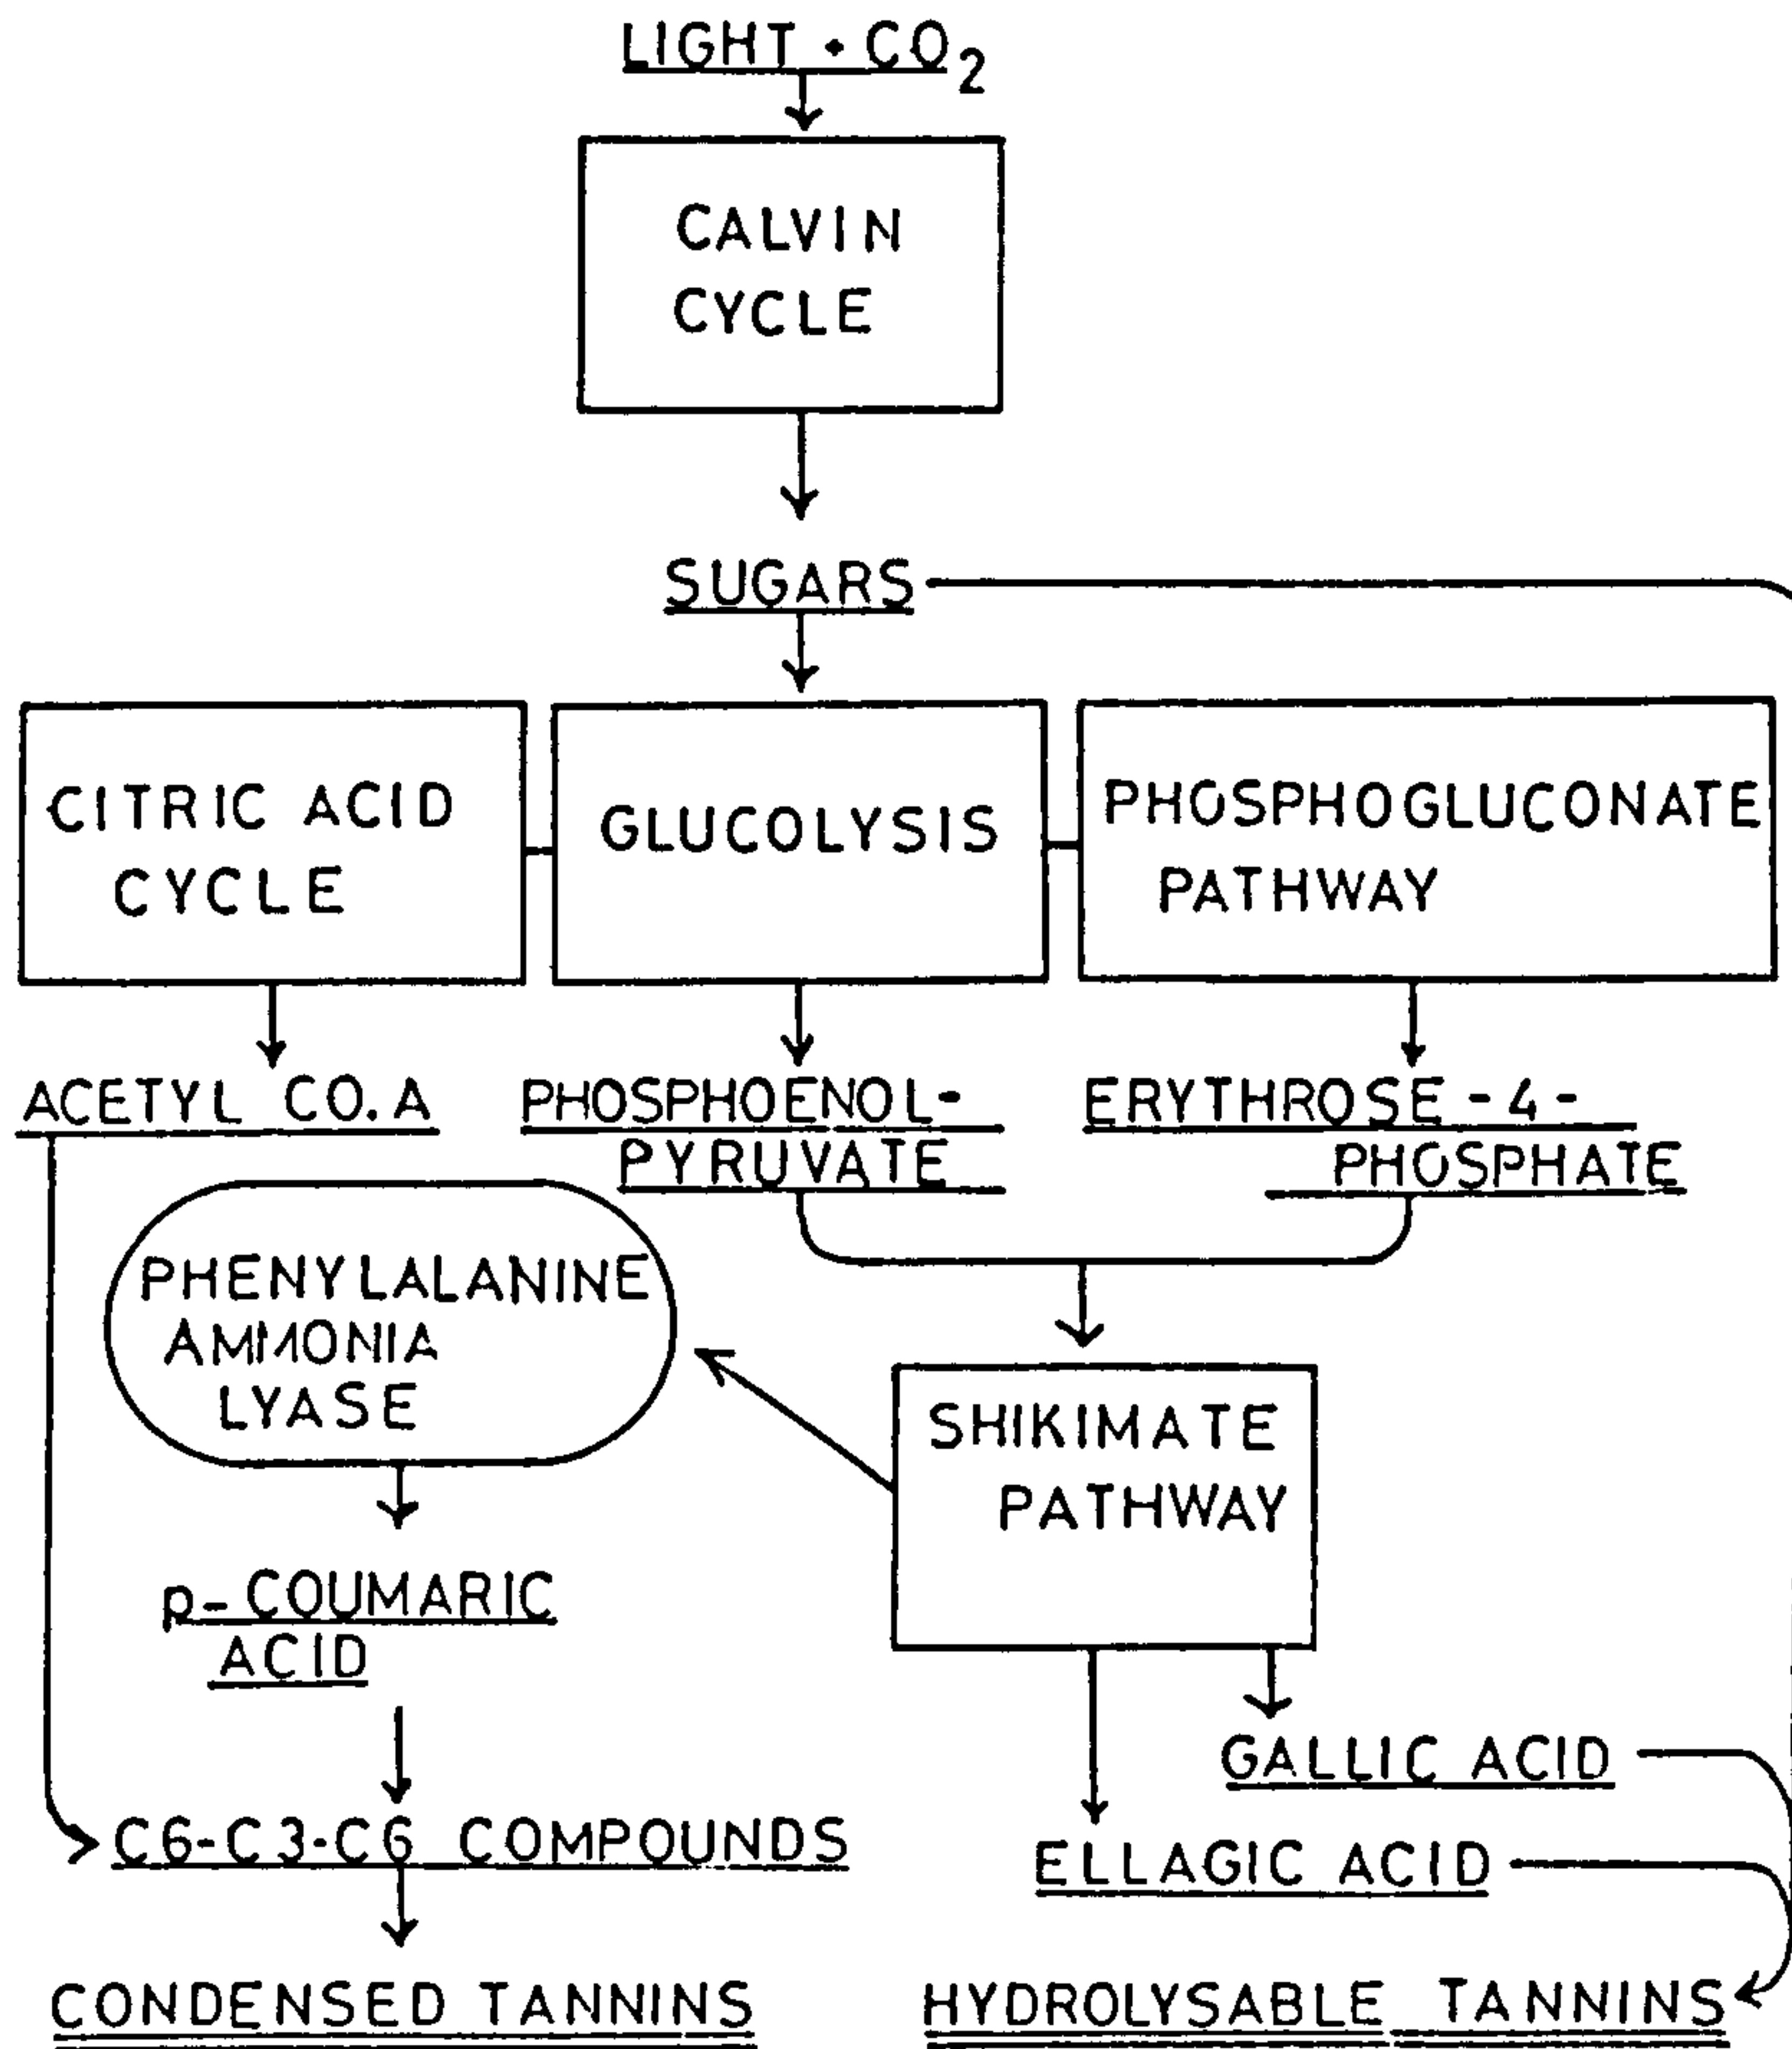 LIGHT + CO2
CALVIN
CYCLE
SUGARS
CITRIC ACID
CYCLE
GLUCOLYSIS
PHOSPHOGLUCONATE
PATHWAY
ACETYL CO.A
PHOSPHOENOL-
PYRUVATE
ERYTHROSE-4-
PHOSPHATE
PHENYLALANINE
AMMONIA
LYASE
SHIKIMATE
PATHWAY
p-COUMARIC
ACID
GALLIC ACID
C6-C3-C6 COMPOUNDS
ELLAGIC ACID
CONDENSED TANNINS
HYDROLYSABLE TANNINS